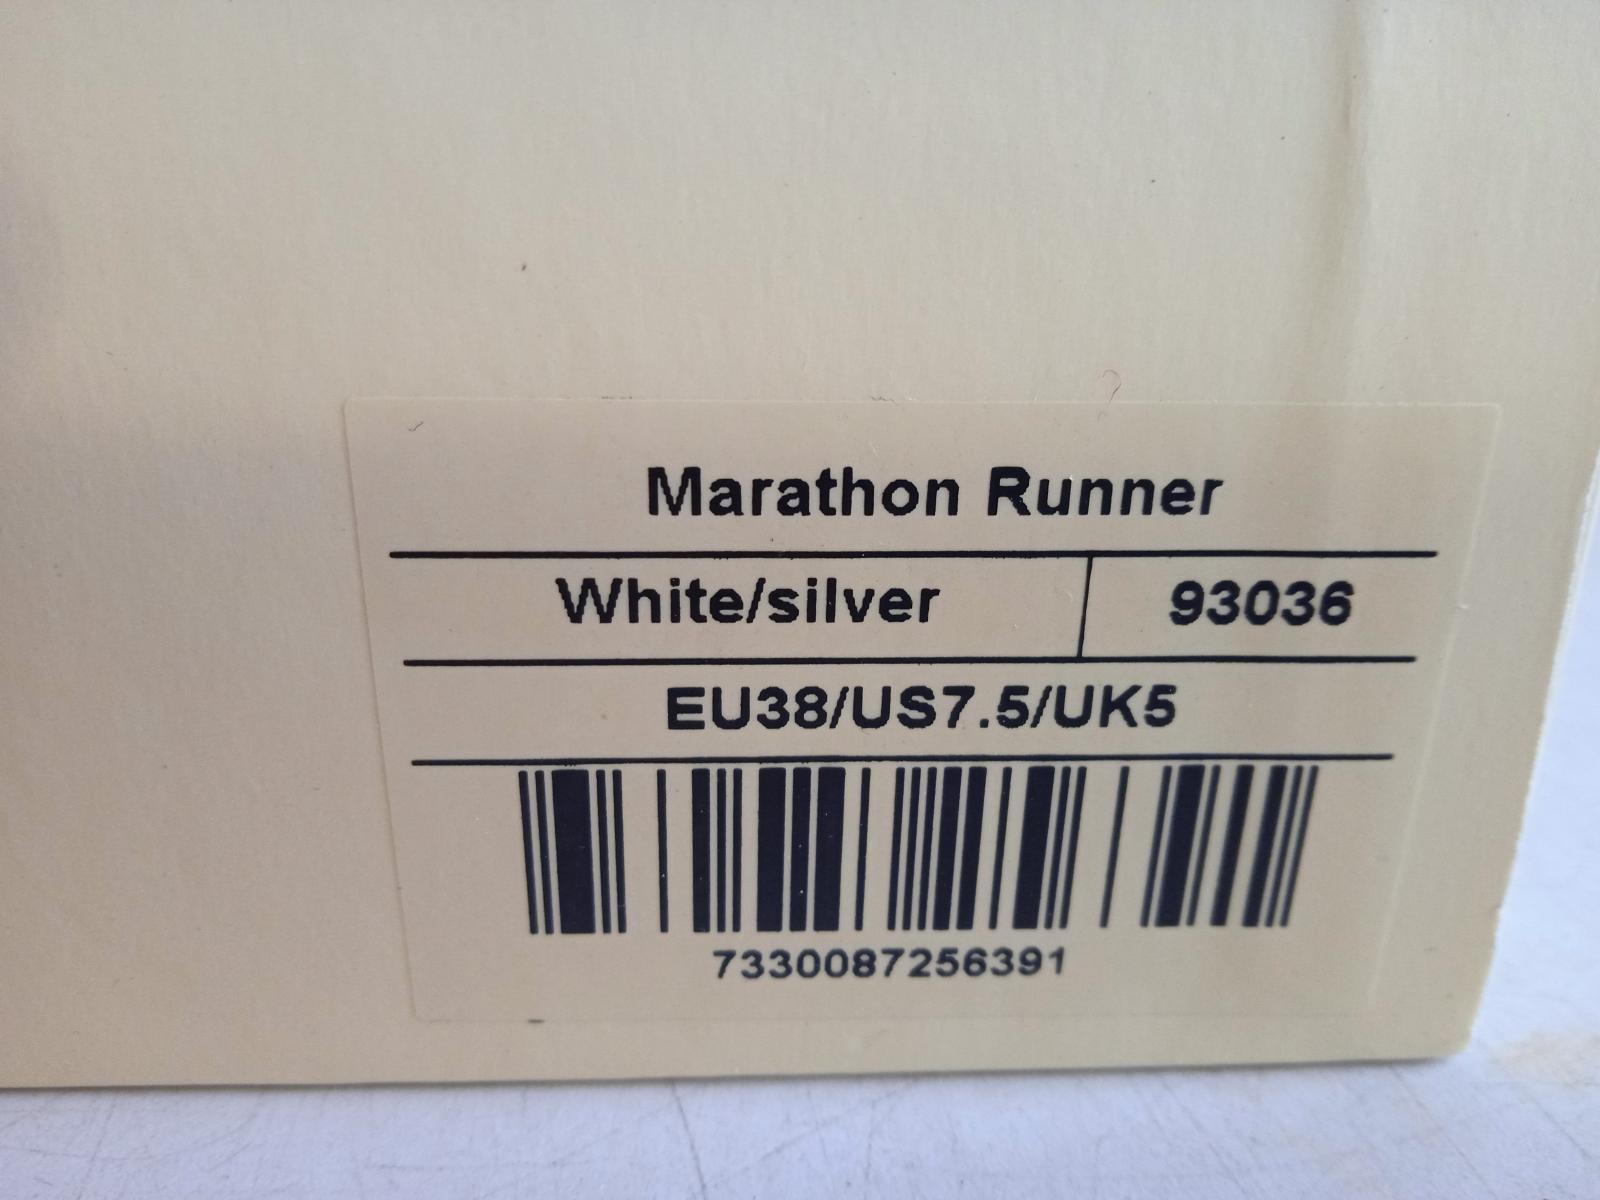 Marathon Runner
White/silver 93036
EU38/US7.5/UK5
7330087256391